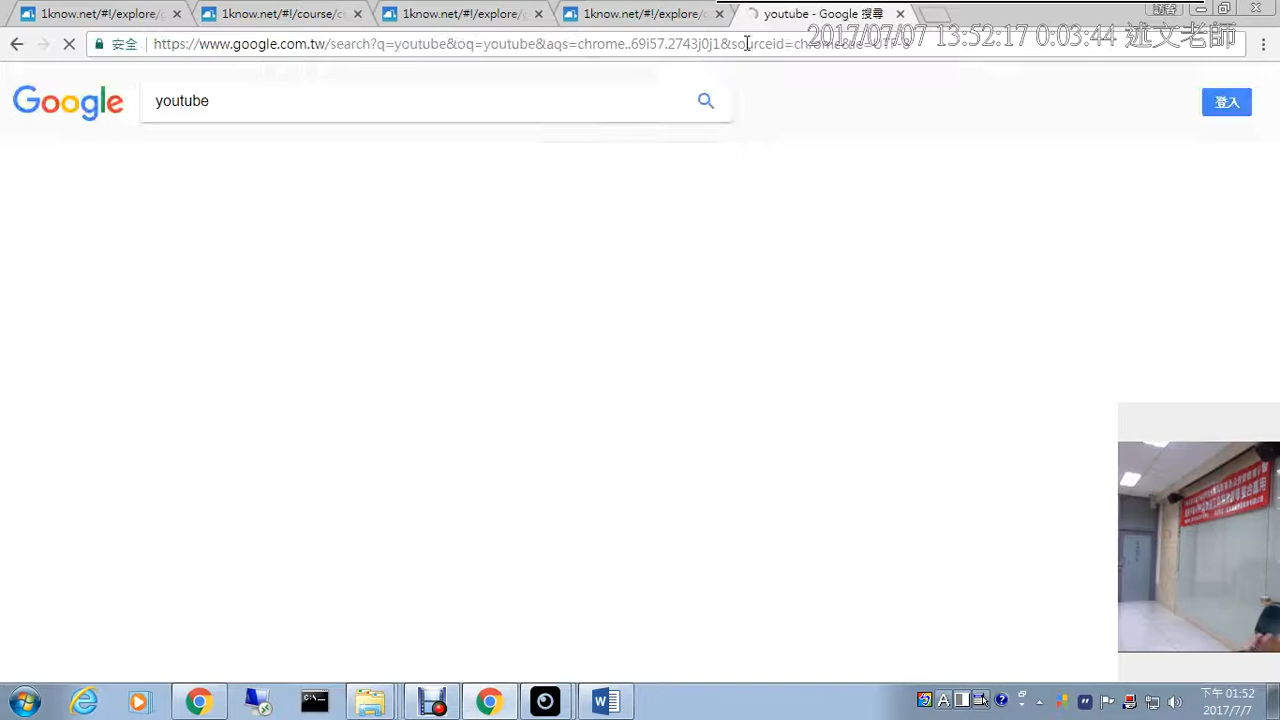 1know.net/#!/explore/g
1know.net/#!/course/c
1know.net/#!/explore/g
1know.net/#!/explore/g
youtube - Google 搜尋
訪客
安全
https://www.google.com.tw/search?q=youtube&oq=youtube&aqs=chrome..69i57.2743j0j1&sourceid=chrome&ie=UTF-8
2017/07/07 13:52:17 0:03:44 述文老師
Google
youtube
登入
下午 01:52
2017/7/7